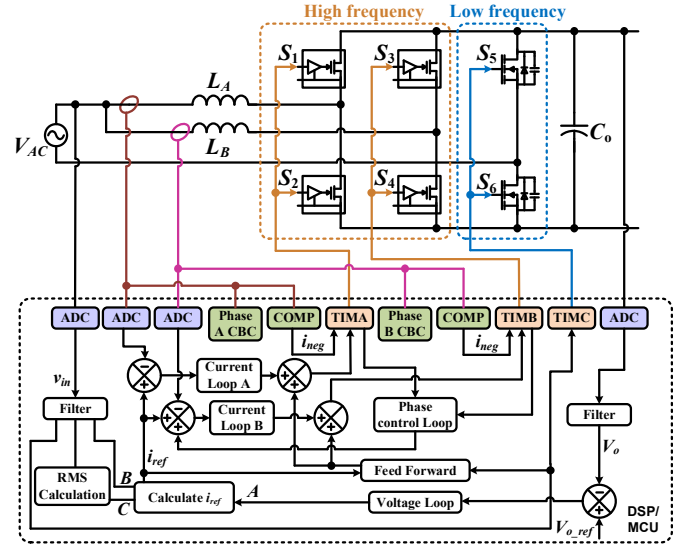 High frequency
Low frequency
S1
S3
S5
LA
VAC
LB
Co
S2
S4
S6
ADC
ADC
ADC
Phase
A CBC
COMP
TIMA
Phase
B CBC
COMP
TIMB
TIMC
ADC
ineg
ineg
vin
Current
Loop A
Filter
Current
Loop B
Phase
control Loop
Filter
iref
Vo
RMS
Calculation
B
C
Calculate iref
A
Feed Forward
Voltage Loop
DSP/
MCU
Vo_ref